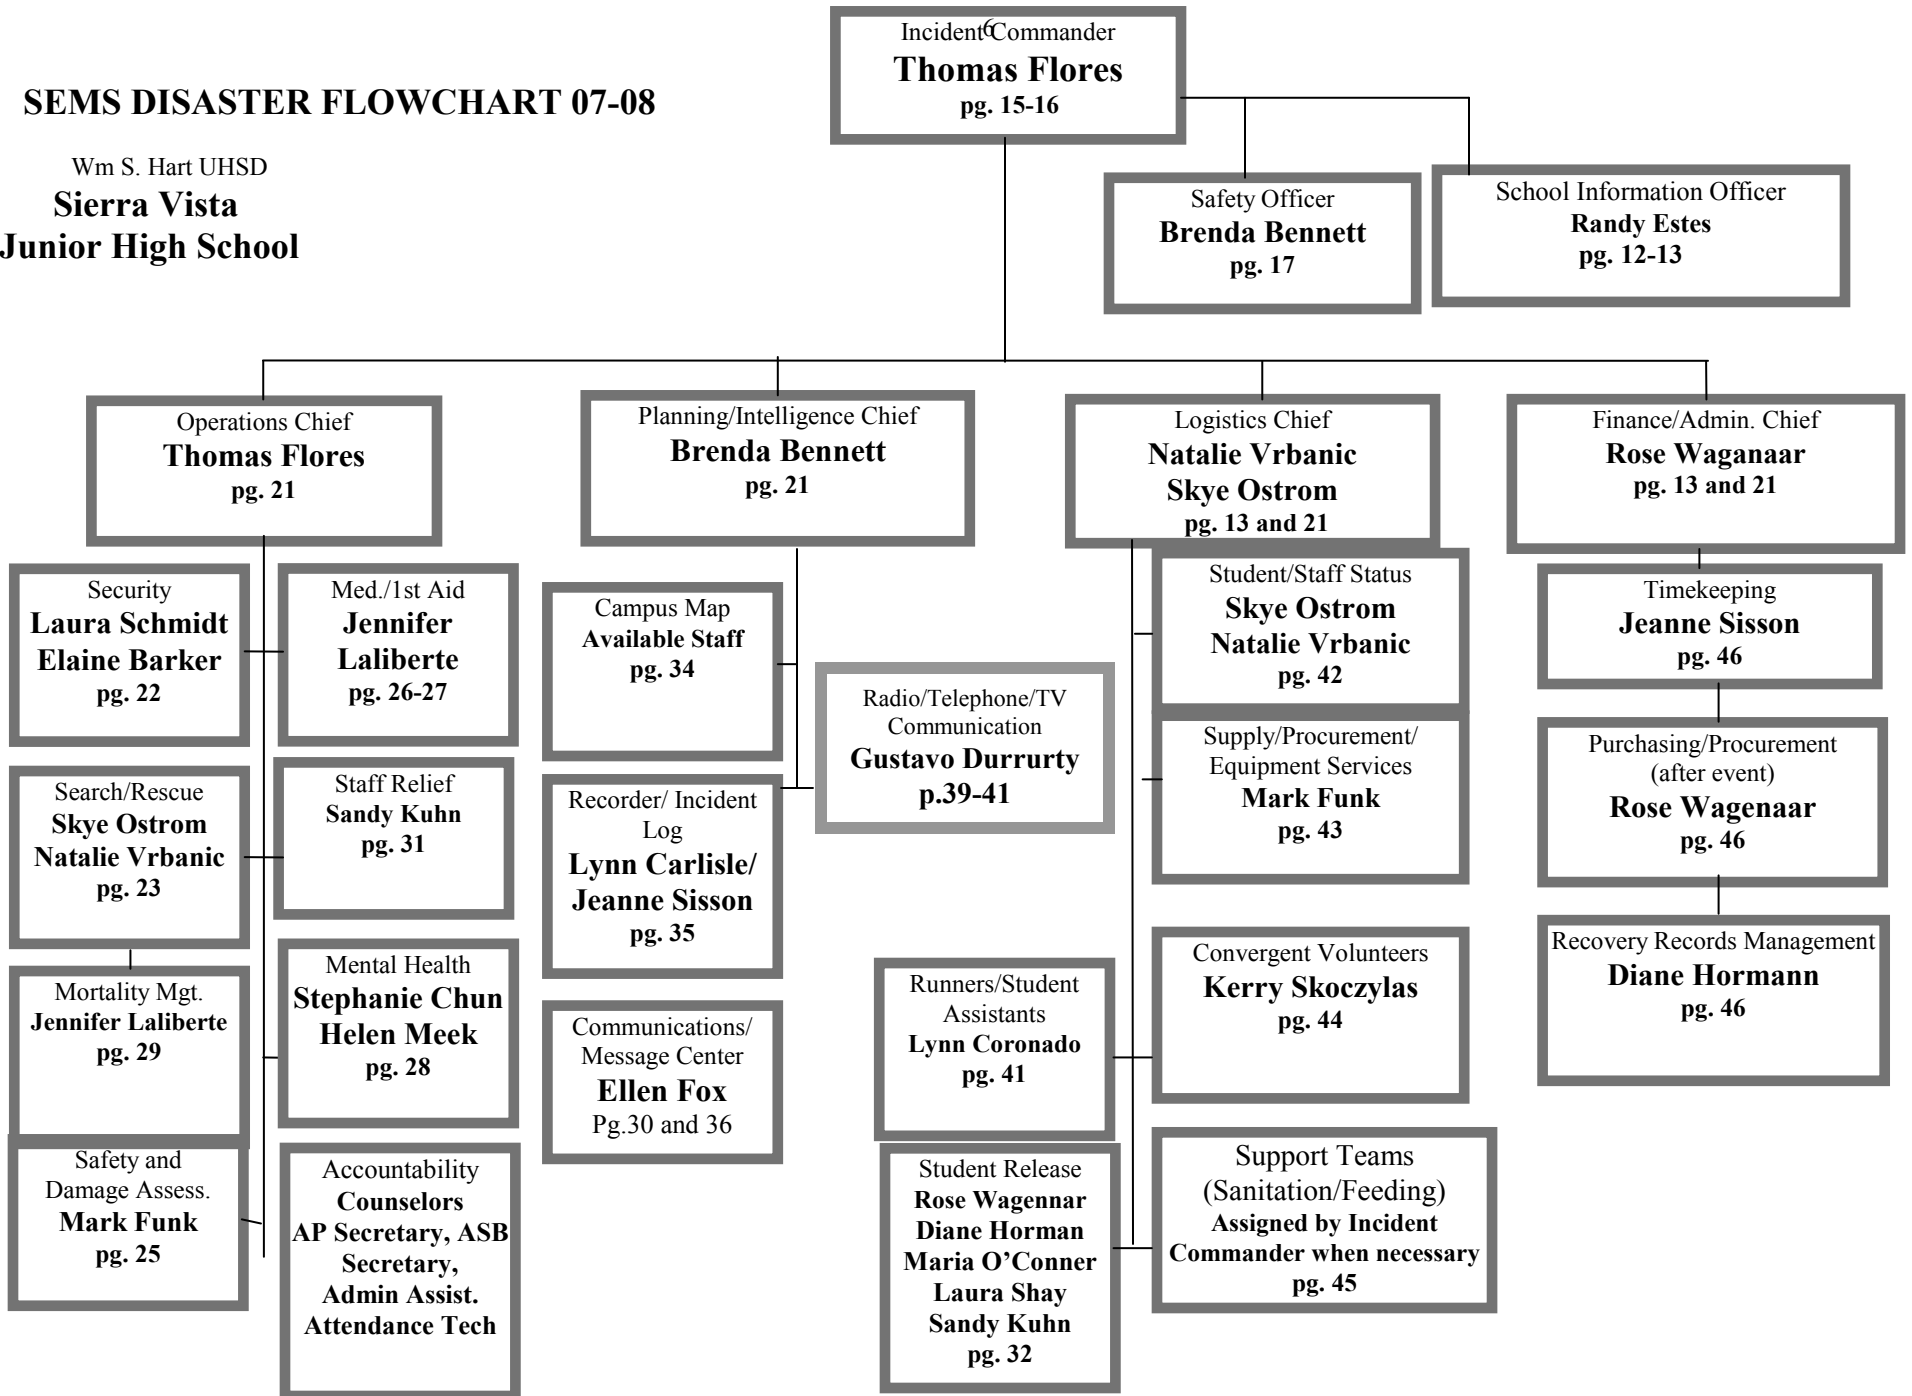 6
Incident Commander
Thomas Flores
pg. 15-16
SEMS DISASTER FLOWCHART 07-08
Wm S. Hart UHSD
Sierra Vista
Junior High School
Safety Officer
Brenda Bennett
pg. 17
School Information Officer
Randy Estes
pg. 12-13
Operations Chief
Thomas Flores
pg. 21
Planning/Intelligence Chief
Brenda Bennett
pg. 21
Logistics Chief
Natalie Vrbanic
Skye Ostrom
pg. 13 and 21
Finance/Admin. Chief
Rose Waganaar
pg. 13 and 21
Security
Laura Schmidt
Elaine Barker
pg. 22
Med./1st Aid
Jennifer
Laliberte
pg. 26-27
Search/Rescue
Skye Ostrom
Natalie Vrbanic
pg. 23
Staff Relief
Sandy Kuhn
pg. 31
Mortality Mgt.
Jennifer Laliberte
pg. 29
Mental Health
Stephanie Chun
Helen Meek
pg. 28
Safety and
Damage Assess.
Mark Funk
pg. 25
Accountability
Counselors
AP Secretary, ASB
Secretary,
Admin Assist.
Attendance Tech
Campus Map
Available Staff
pg. 34
Radio/Telephone/TV
Communication
Gustavo Durrurty
p.39-41
Recorder/ Incident
Log
Lynn Carlisle/
Jeanne Sisson
pg. 35
Communications/
Message Center
Ellen Fox
Pg.30 and 36
Student/Staff Status
Skye Ostrom
Natalie Vrbanic
pg. 42
Supply/Procurement/
Equipment Services
Mark Funk
pg. 43
Runners/Student
Assistants
Lynn Coronado
pg. 41
Convergent Volunteers
Kerry Skoczylas
pg. 44
Student Release
Rose Wagennar
Diane Horman
Maria O’Conner
Laura Shay
Sandy Kuhn
pg. 32
Support Teams
(Sanitation/Feeding)
Assigned by Incident
Commander when necessary
pg. 45
Timekeeping
Jeanne Sisson
pg. 46
Purchasing/Procurement
(after event)
Rose Wagenaar
pg. 46
Recovery Records Management
Diane Hormann
pg. 46